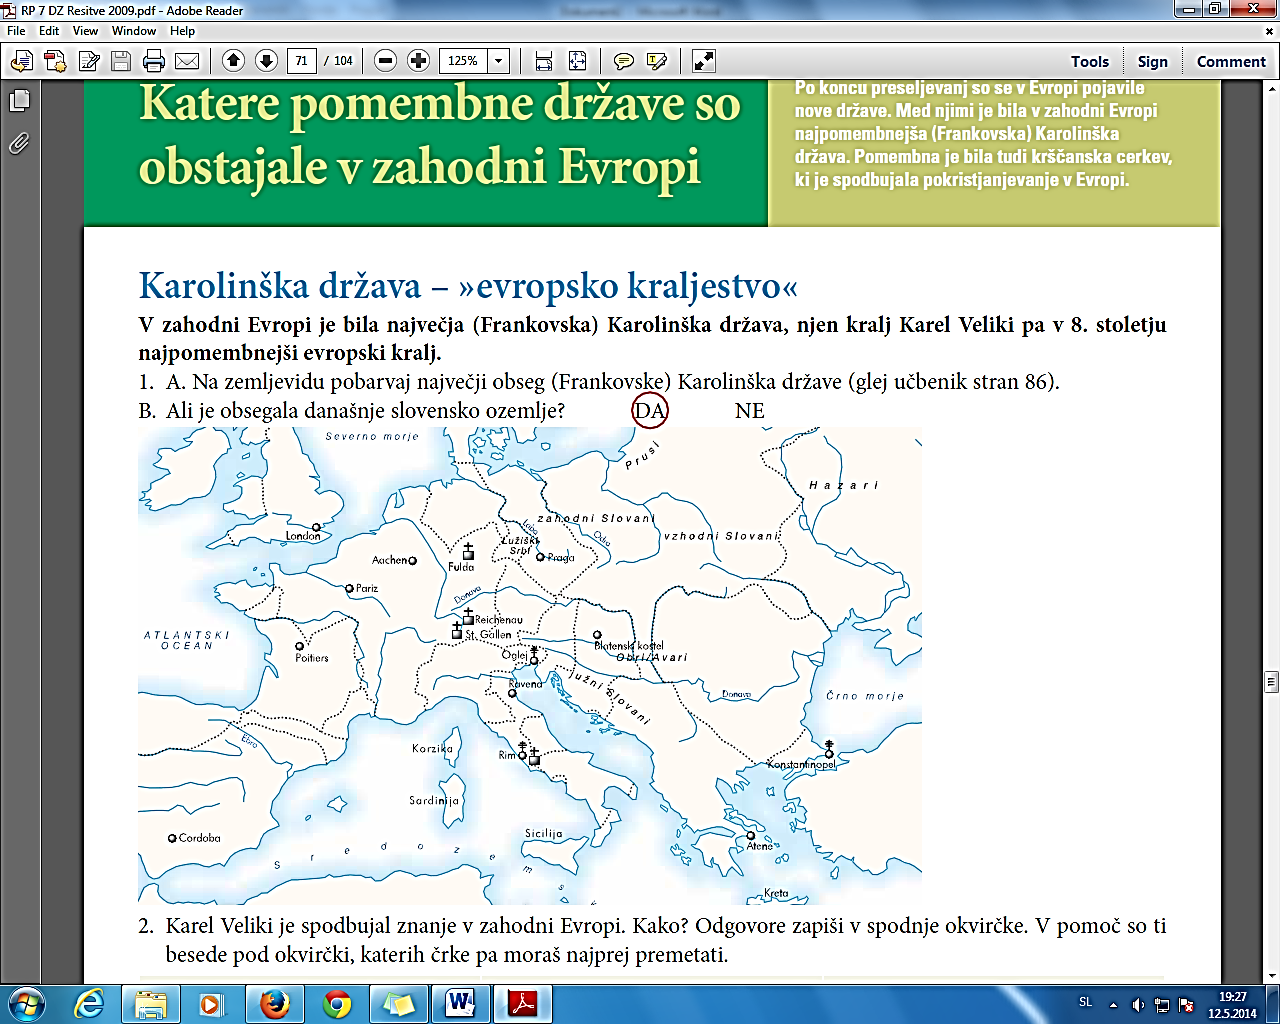 RP 7 DZ Resitve 2009.pdf - Adobe Reader
File Edit View Window Help
71 / 104 125% Tools Sign Comment
Katere pomembne države so
obstajale v zahodni Evropi
Po koncu preseljevanj so se v Evropi pojavile
nove države. Med njimi je bila v zahodni Evropi
najpomembnejša (Frankovska) Karolinška
država. Pomembna je bila tudi krščanska cerkev,
ki je spodbujala pokristjanjevanje v Evropi.
Karolinška država – »evropsko kraljestvo«
V zahodni Evropi je bila največja (Frankovska) Karolinška država, njen kralj Karel Veliki pa v 8. stoletju
najpomembnejši evropski kralj.
1. A. Na zemljevidu pobarvaj največji obseg (Frankovske) Karolinška države (glej učbenik stran 86).
B. Ali je obsegala današnje slovensko ozemlje? DA NE
Severno morje
Prusi
Hazari
zahodni Slovani
Laba
Odra
vzhodni Slovani
London
Lužiški
Srbi
Aachen
Fulda
Praga
Pariz
Donava
Reichenau
St. Gallen
ATLANTSKI
OCEAN
Poitiers
Oglej
Blatenski kostel
Obri/Avari
Ravena
južni Slovani
Donava
Črno morje
Ebro
Korzika
Rim
Konstantinopel
Sardinija
Cordoba
Sicilija
Atene
Sredozems
Kreta
2. Karel Veliki je spodbujal znanje v zahodni Evropi. Kako? Odgovore zapiši v spodnje okvirčke. V pomoč so ti
besede pod okvirčki, katerih črke pa moraš najprej premetati.
SL 19:27
12.5.2014